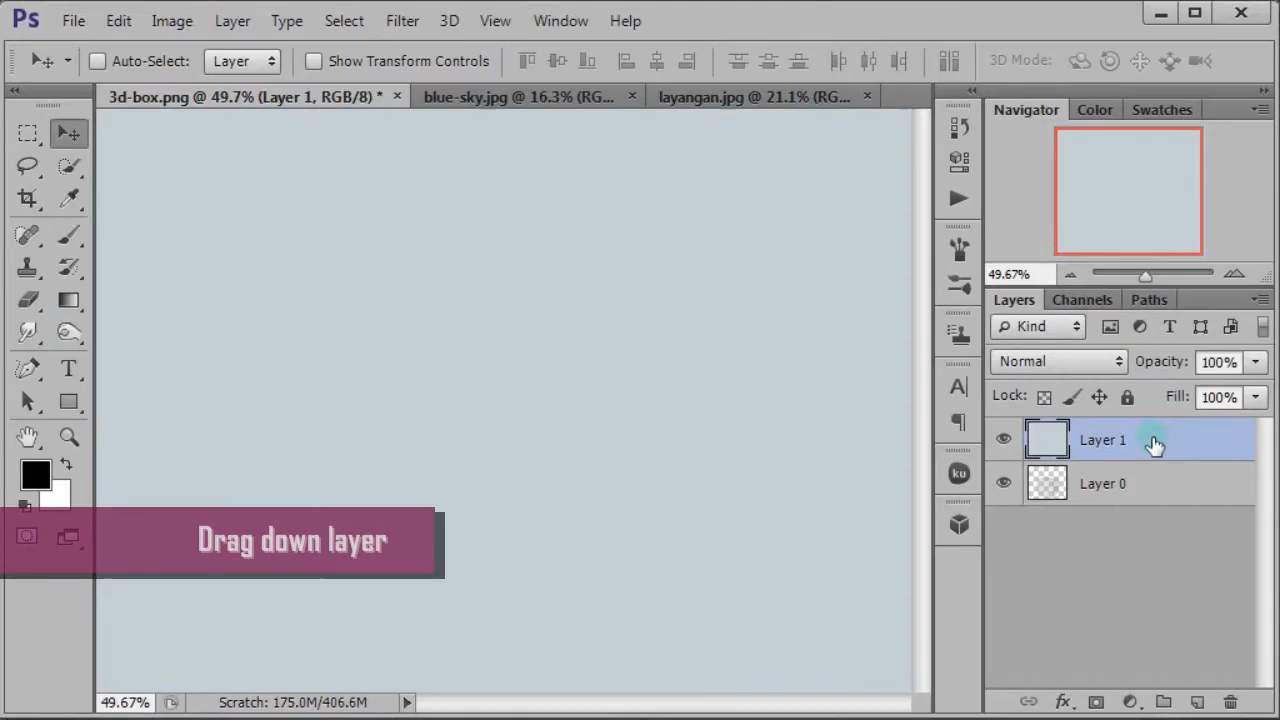 Ps File Edit Image Layer Type Select Filter 3D View Window Help
Auto-Select: Layer Show Transform Controls 3D Mode:
3d-box.png @ 49.7% (Layer 1, RGB/8) * × blue-sky.jpg @ 16.3% (RG... × layangan.jpg @ 21.1% (RG... ×
Navigator Color Swatches
49.67%
Layers Channels Paths
Kind
Normal Opacity: 100%
Lock: Fill: 100%
Layer 1
Layer 0
ku
Drag down layer
49.67% Scratch: 175.0M/406.6M
fx